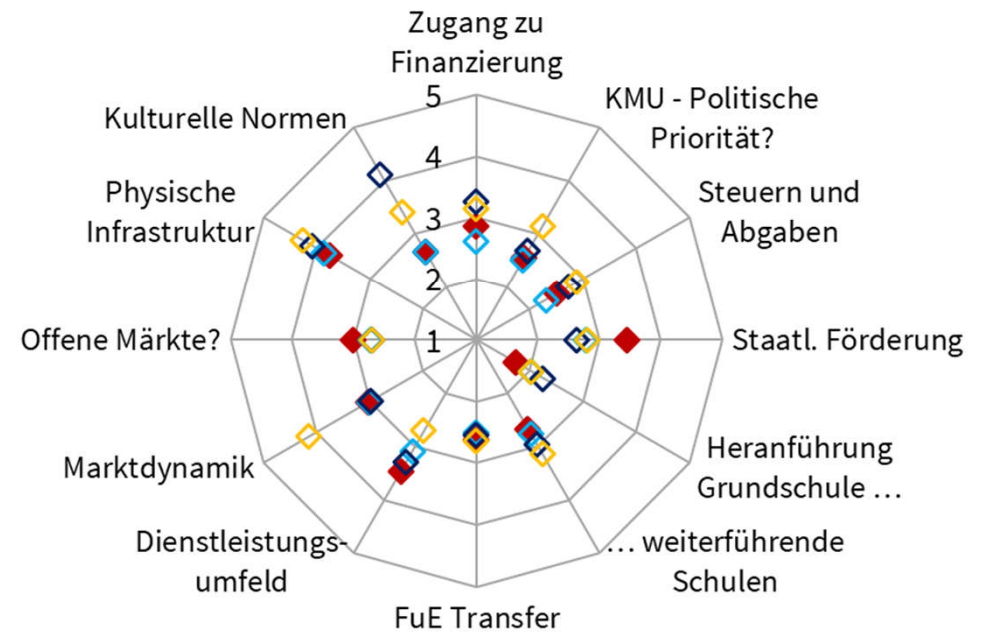 Zugang zu
Finanzierung
KMU - Politische
Priorität?
Steuern und
Abgaben
Staatl. Förderung
Heranführung
Grundschule …
… weiterführende
Schulen
FuE Transfer
Dienstleistungs-
umfeld
Marktdynamik
Offene Märkte?
Physische
Infrastruktur
Kulturelle Normen
5
4
3
2
1